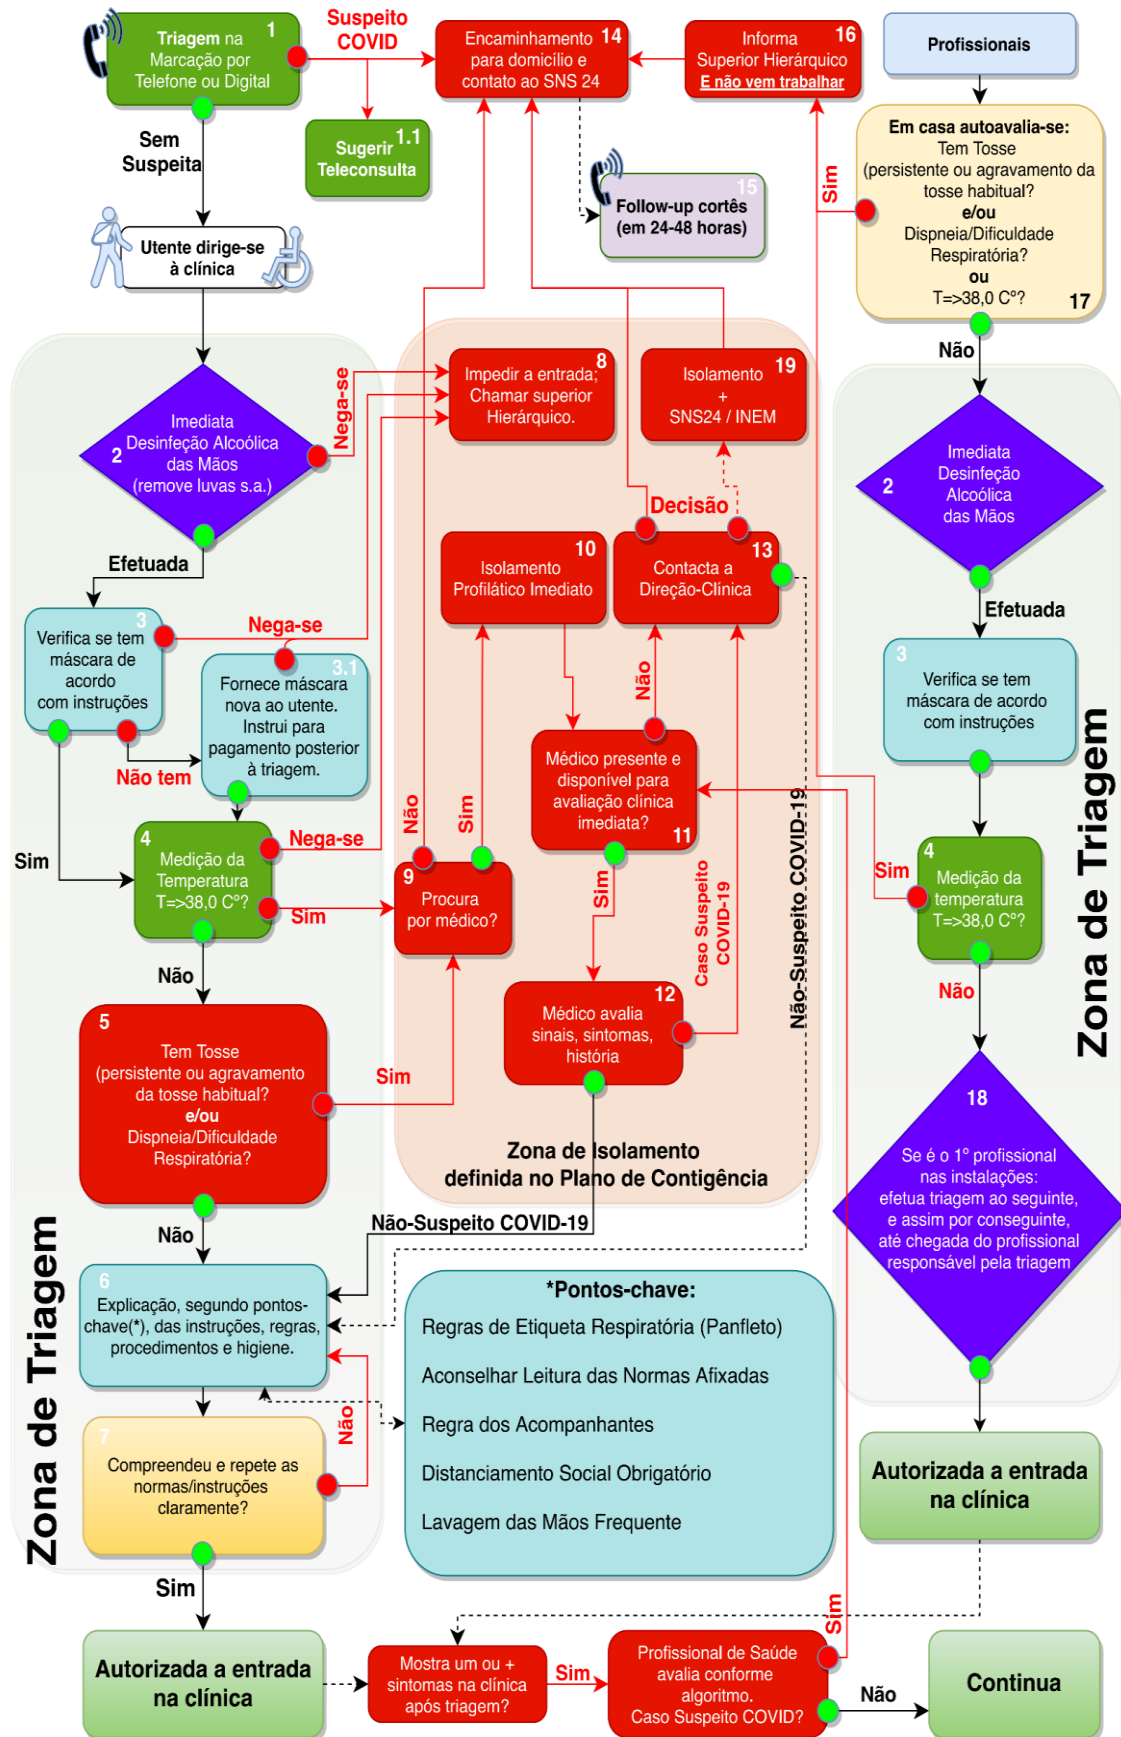 1
Triagem na
Marcação por
Telefone ou Digital
Suspeito
COVID
Encaminhamento
para domicílio e
contato ao SNS 24
14
Informa
Superior Hierárquico
E não vem trabalhar
16
Profissionais
Sem
Suspeita
1.1
Sugerir
Teleconsulta
15
Follow-up cortês
(em 24-48 horas)
Sim
Em casa autoavalia-se:
Tem Tosse
(persistente ou agravamento da
tosse habitual?
e/ou
Dispneia/Dificuldade
Respiratória?
ou
T=>38,0 Cº?
17
Utente dirige-se
à clínica
Não
Imediata
Desinfeção Alcoólica
das Mãos
(remove luvas s.a.)
2
Nega-se
8
Impedir a entrada;
Chamar superior
Hierárquico.
19
Isolamento
+
SNS24 / INEM
Imediata
Desinfeção
Alcoólica
das Mãos
2
Decisão
Efetuada
10
Isolamento
Profilático Imediato
13
Contacta a
Direção-Clínica
Efetuada
3
Verifica se tem
máscara de
acordo
com instruções
Nega-se
3.1
Fornece máscara
nova ao utente.
Instrui para
pagamento posterior
à triagem.
Não tem
Sim
3
Verifica se tem
máscara de acordo
com instruções
Não
Médico presente e
disponível para
avaliação clínica
imediata?
11
4
Medição da
Temperatura
T=>38,0 Cº?
Nega-se
Sim
Não
Sim
9
Procura
por médico?
Sim
Caso Suspeito
COVID-19
Não-Suspeito COVID-19
Sim
4
Medição da
temperatura
T=>38,0 Cº?
Zona de Triagem
Não
Não
12
Médico avalia
sinais, sintomas,
história
5
Tem Tosse
(persistente ou agravamento
da tosse habitual?
e/ou
Dispneia/Dificuldade
Respiratória?
Sim
Zona de Isolamento
definida no Plano de Contigência
18
Se é o 1º profissional
nas instalações:
efetua triagem ao seguinte,
e assim por conseguinte,
até chegada do profissional
responsável pela triagem
Não
Não-Suspeito COVID-19
Zona de Triagem
6
Explicação, segundo pontos-
chave(*), das instruções, regras,
procedimentos e higiene.
*Pontos-chave:
Regras de Etiqueta Respiratória (Panfleto)
Aconselhar Leitura das Normas Afixadas
Regra dos Acompanhantes
Distanciamento Social Obrigatório
Lavagem das Mãos Frequente
Não
7
Compreendeu e repete as
normas/instruções
claramente?
Autorizada a entrada
na clínica
Sim
Autorizada a entrada
na clínica
Mostra um ou +
sintomas na clínica
após triagem?
Sim
Profissional de Saúde
avalia conforme
algoritmo.
Caso Suspeito COVID?
Sim
Não
Continua